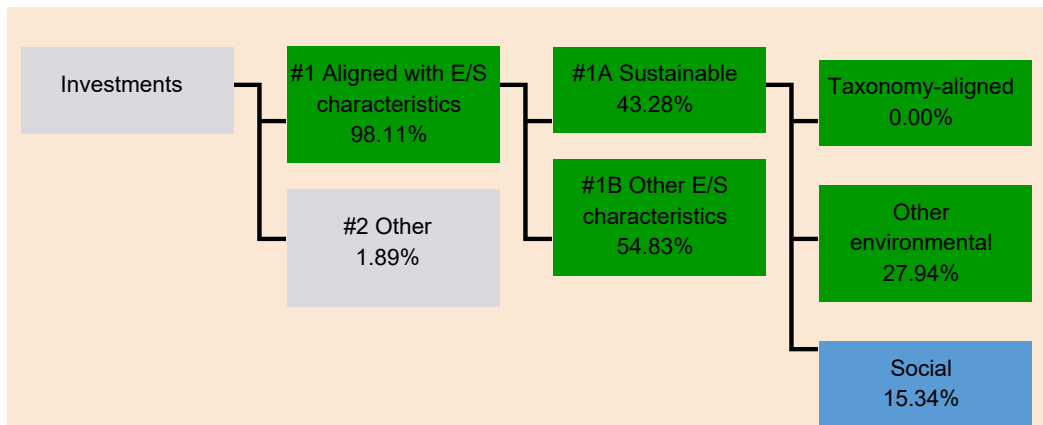 Investments
#1 Aligned with E/S
characteristics
98.11%
#2 Other
1.89%
#1A Sustainable
43.28%
#1B Other E/S
characteristics
54.83%
Taxonomy-aligned
0.00%
Other
environmental
27.94%
Social
15.34%